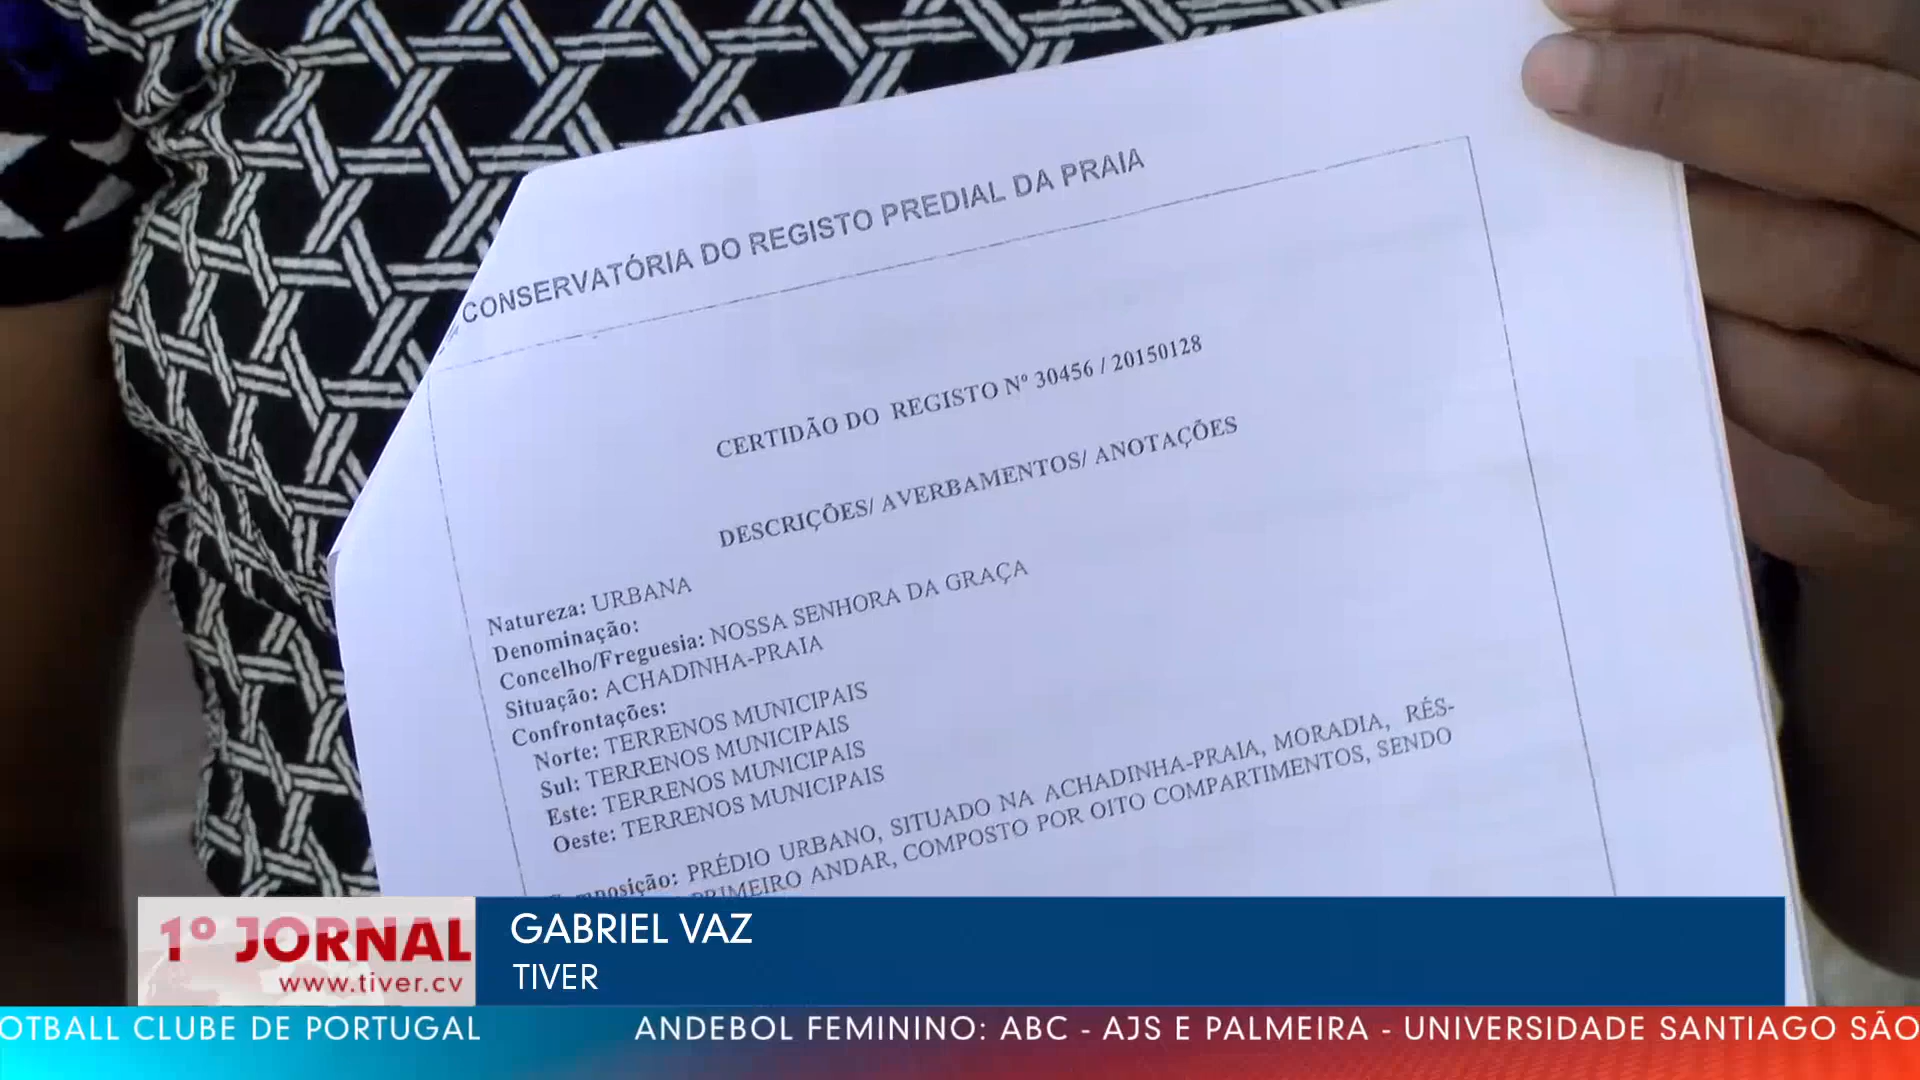 CONSERVATÓRIA DO REGISTO PREDIAL DA PRAIA
CERTIDÃO DO REGISTO Nº 30456 / 20150128
DESCRIÇÕES/ AVERBAMENTOS/ ANOTAÇÕES
Natureza: URBANA
Denominação:
Concelho/Freguesia: NOSSA SENHORA DA GRAÇA
Situação: ACHADINHA-PRAIA
Confrontações:
Norte: TERRENOS MUNICIPAIS
Sul: TERRENOS MUNICIPAIS
Este: TERRENOS MUNICIPAIS
Oeste: TERRENOS MUNICIPAIS
PRÉDIO URBANO, SITUADO NA ACHADINHA-PRAIA, MORADIA, RÉS-
PRIMEIRO ANDAR, COMPOSTO POR OITO COMPARTIMENTOS, SENDO
1º JORNAL
www.tiver.cv
GABRIEL VAZ
TIVER
OTBALL CLUBE DE PORTUGAL ANDEBOL FEMININO: ABC - AJS E PALMEIRA - UNIVERSIDADE SANTIAGO SÃO